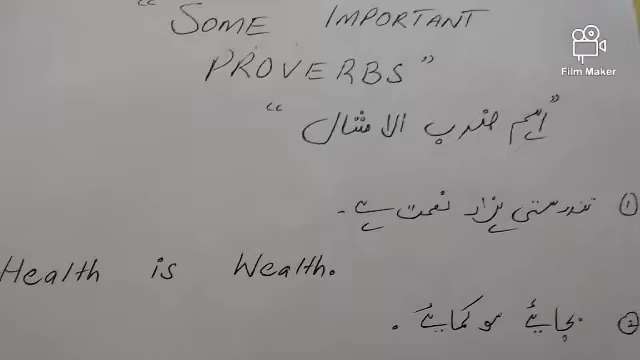 "SOME IMPORTANT
PROVERBS"
"اہم ضرب الامثال"
① تندرستی ہزار نعمت ہے۔
Health is Wealth.
② بچایئے سو کمایئے۔
Film Maker